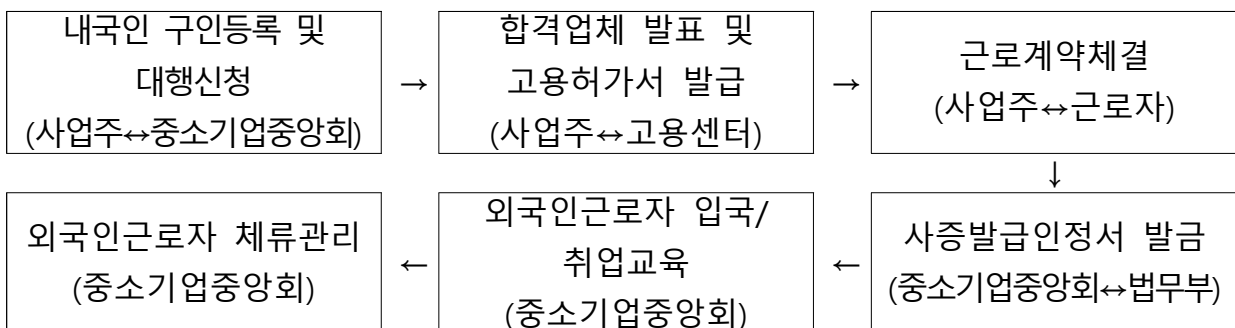 내국인 구인등록 및
대행신청
(사업주↔중소기업중앙회)
→
합격업체 발표 및
고용허가서 발급
(사업주↔고용센터)
→
근로계약체결
(사업주↔근로자)
↓
사증발급인정서 발금
(중소기업중앙회↔법무부)
←
외국인근로자 입국/
취업교육
(중소기업중앙회)
←
외국인근로자 체류관리
(중소기업중앙회)